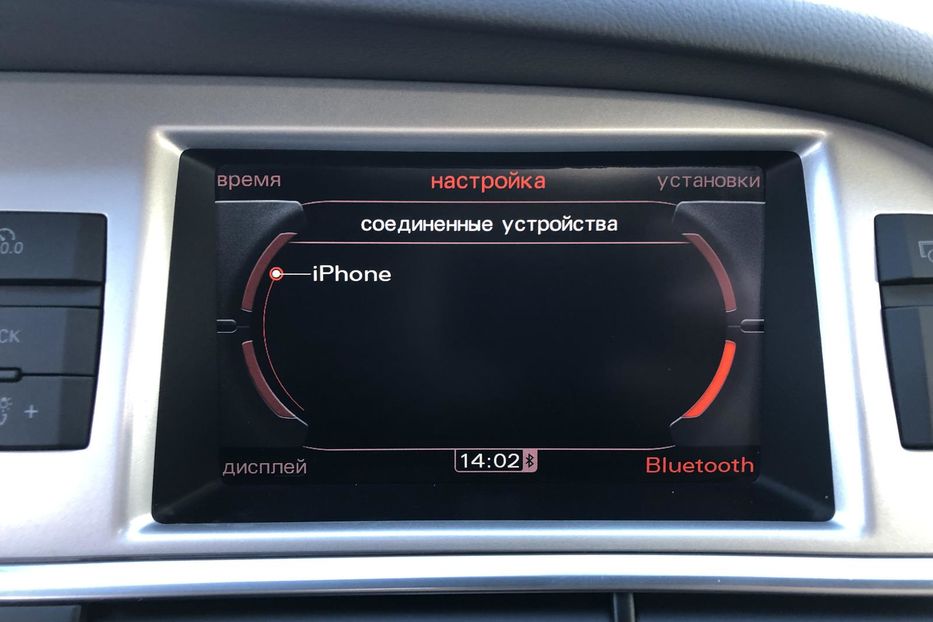 время
настройка
установки
соединенные устройства
iPhone
дисплей
14:02
Bluetooth